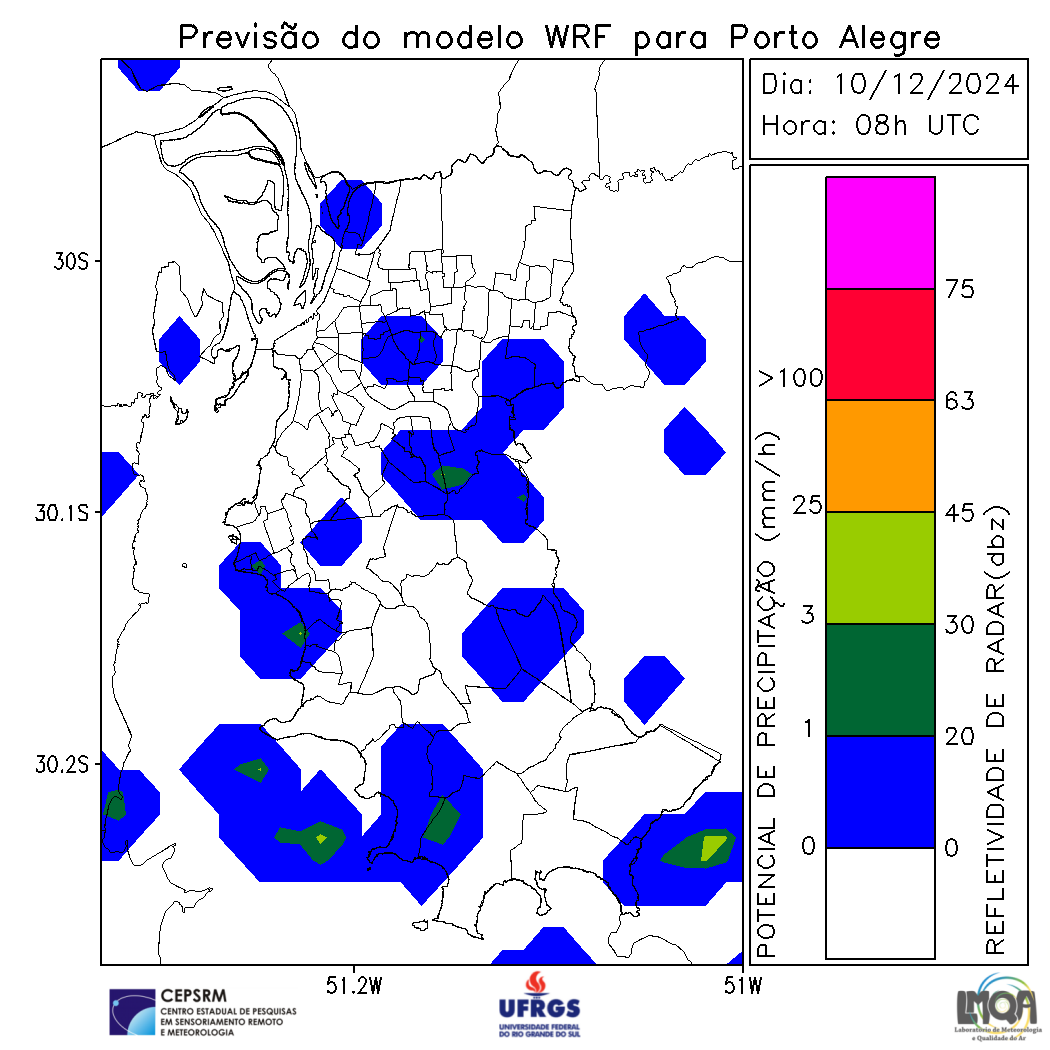 Previsão do modelo WRF para Porto Alegre
Dia: 10/12/2024
Hora: 08h UTC
30S
30.1S
30.2S
51.2W
51W
POTENCIAL DE PRECIPITAÇÃO (mm/h)
>100
25
3
1
0
75
63
45
30
20
0
REFLETIVIDADE DE RADAR(dbz)
CEPSRM
CENTRO ESTADUAL DE PESQUISAS
EM SENSORIAMENTO REMOTO
E METEOROLOGIA
UFRGS
UNIVERSIDADE FEDERAL
DO RIO GRANDE DO SUL
LMQA
Laboratório de Meteorologia
e Qualidade do Ar